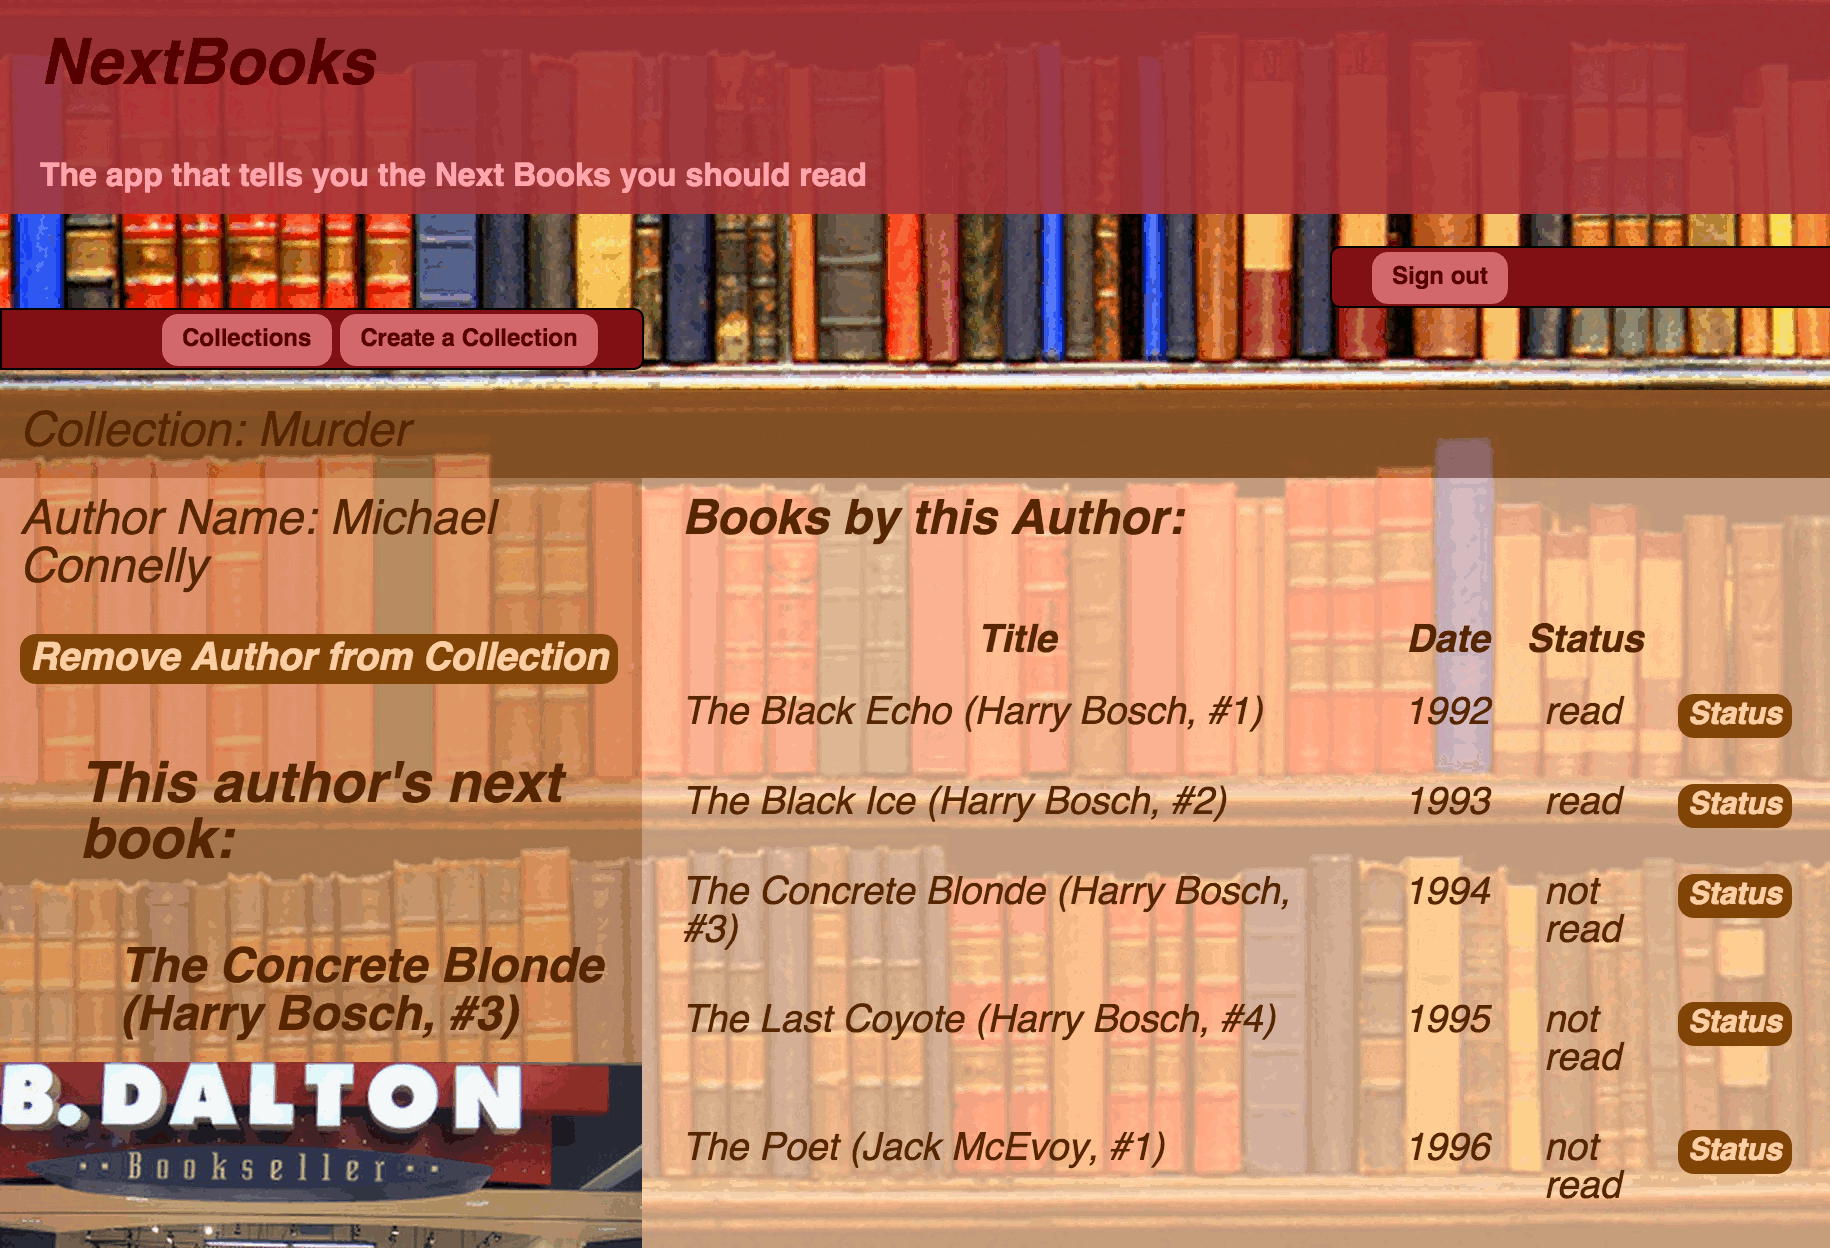 NextBooks
The app that tells you the Next Books you should read
Sign out
Collections
Create a Collection
Collection: Murder
Author Name: Michael
Connelly
Remove Author from Collection
This author's next
book:
The Concrete Blonde
(Harry Bosch, #3)
B. DALTON
Bookseller
Books by this Author:
Title Date Status
The Black Echo (Harry Bosch, #1) 1992 read Status
The Black Ice (Harry Bosch, #2) 1993 read Status
The Concrete Blonde (Harry Bosch, 1994 not Status
#3) read
The Last Coyote (Harry Bosch, #4) 1995 not Status
read
The Poet (Jack McEvoy, #1) 1996 not Status
read